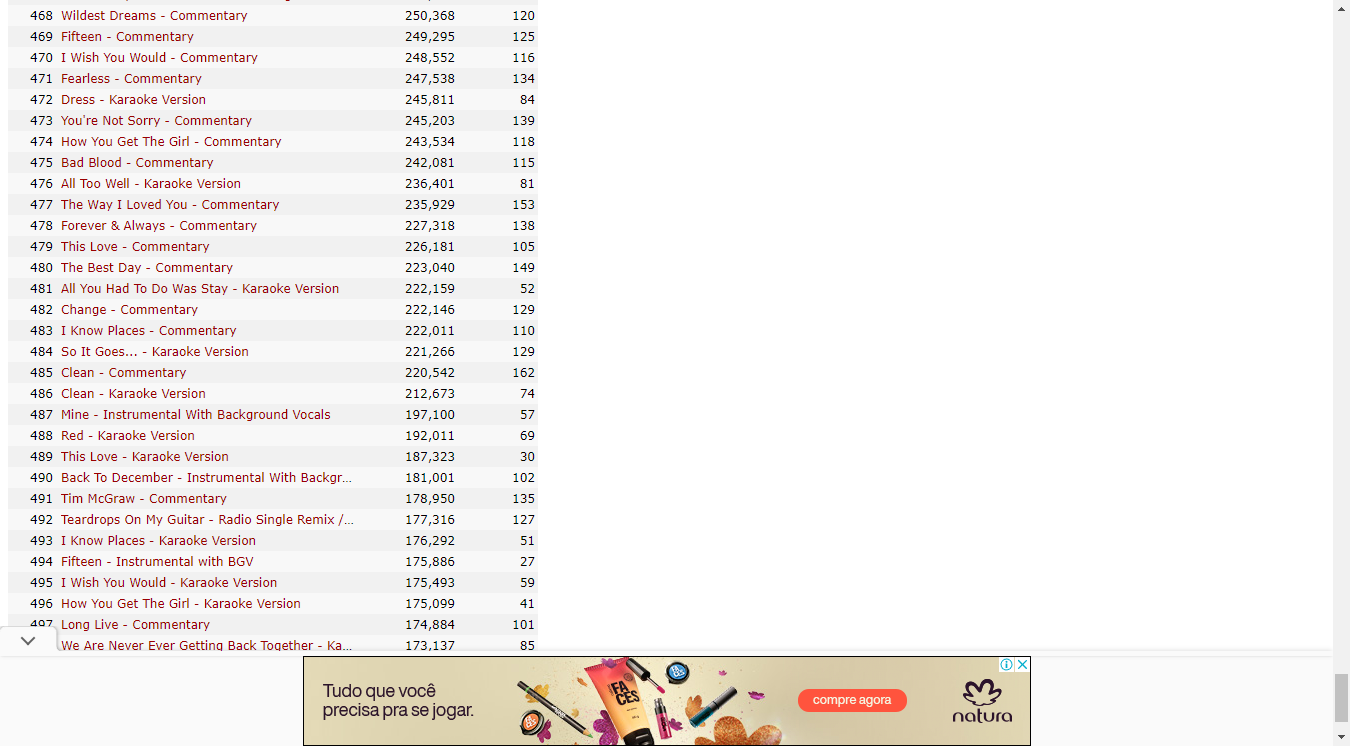 468 Wildest Dreams - Commentary 250,368 120
469 Fifteen - Commentary 249,295 125
470 I Wish You Would - Commentary 248,552 116
471 Fearless - Commentary 247,538 134
472 Dress - Karaoke Version 245,811 84
473 You're Not Sorry - Commentary 245,203 139
474 How You Get The Girl - Commentary 243,534 118
475 Bad Blood - Commentary 242,081 115
476 All Too Well - Karaoke Version 236,401 81
477 The Way I Loved You - Commentary 235,929 153
478 Forever & Always - Commentary 227,318 138
479 This Love - Commentary 226,181 105
480 The Best Day - Commentary 223,040 149
481 All You Had To Do Was Stay - Karaoke Version 222,159 52
482 Change - Commentary 222,146 129
483 I Know Places - Commentary 222,011 110
484 So It Goes... - Karaoke Version 221,266 129
485 Clean - Commentary 220,542 162
486 Clean - Karaoke Version 212,673 74
487 Mine - Instrumental With Background Vocals 197,100 57
488 Red - Karaoke Version 192,011 69
489 This Love - Karaoke Version 187,323 30
490 Back To December - Instrumental With Backgr... 181,001 102
491 Tim McGraw - Commentary 178,950 135
492 Teardrops On My Guitar - Radio Single Remix /... 177,316 127
493 I Know Places - Karaoke Version 176,292 51
494 Fifteen - Instrumental with BGV 175,886 27
495 I Wish You Would - Karaoke Version 175,493 59
496 How You Get The Girl - Karaoke Version 175,099 41
497 Long Live - Commentary 174,884 101
We Are Never Ever Getting Back Together - Ka... 173,137 85
Tudo que você
precisa pra se jogar.
FACES
compre agora
natura